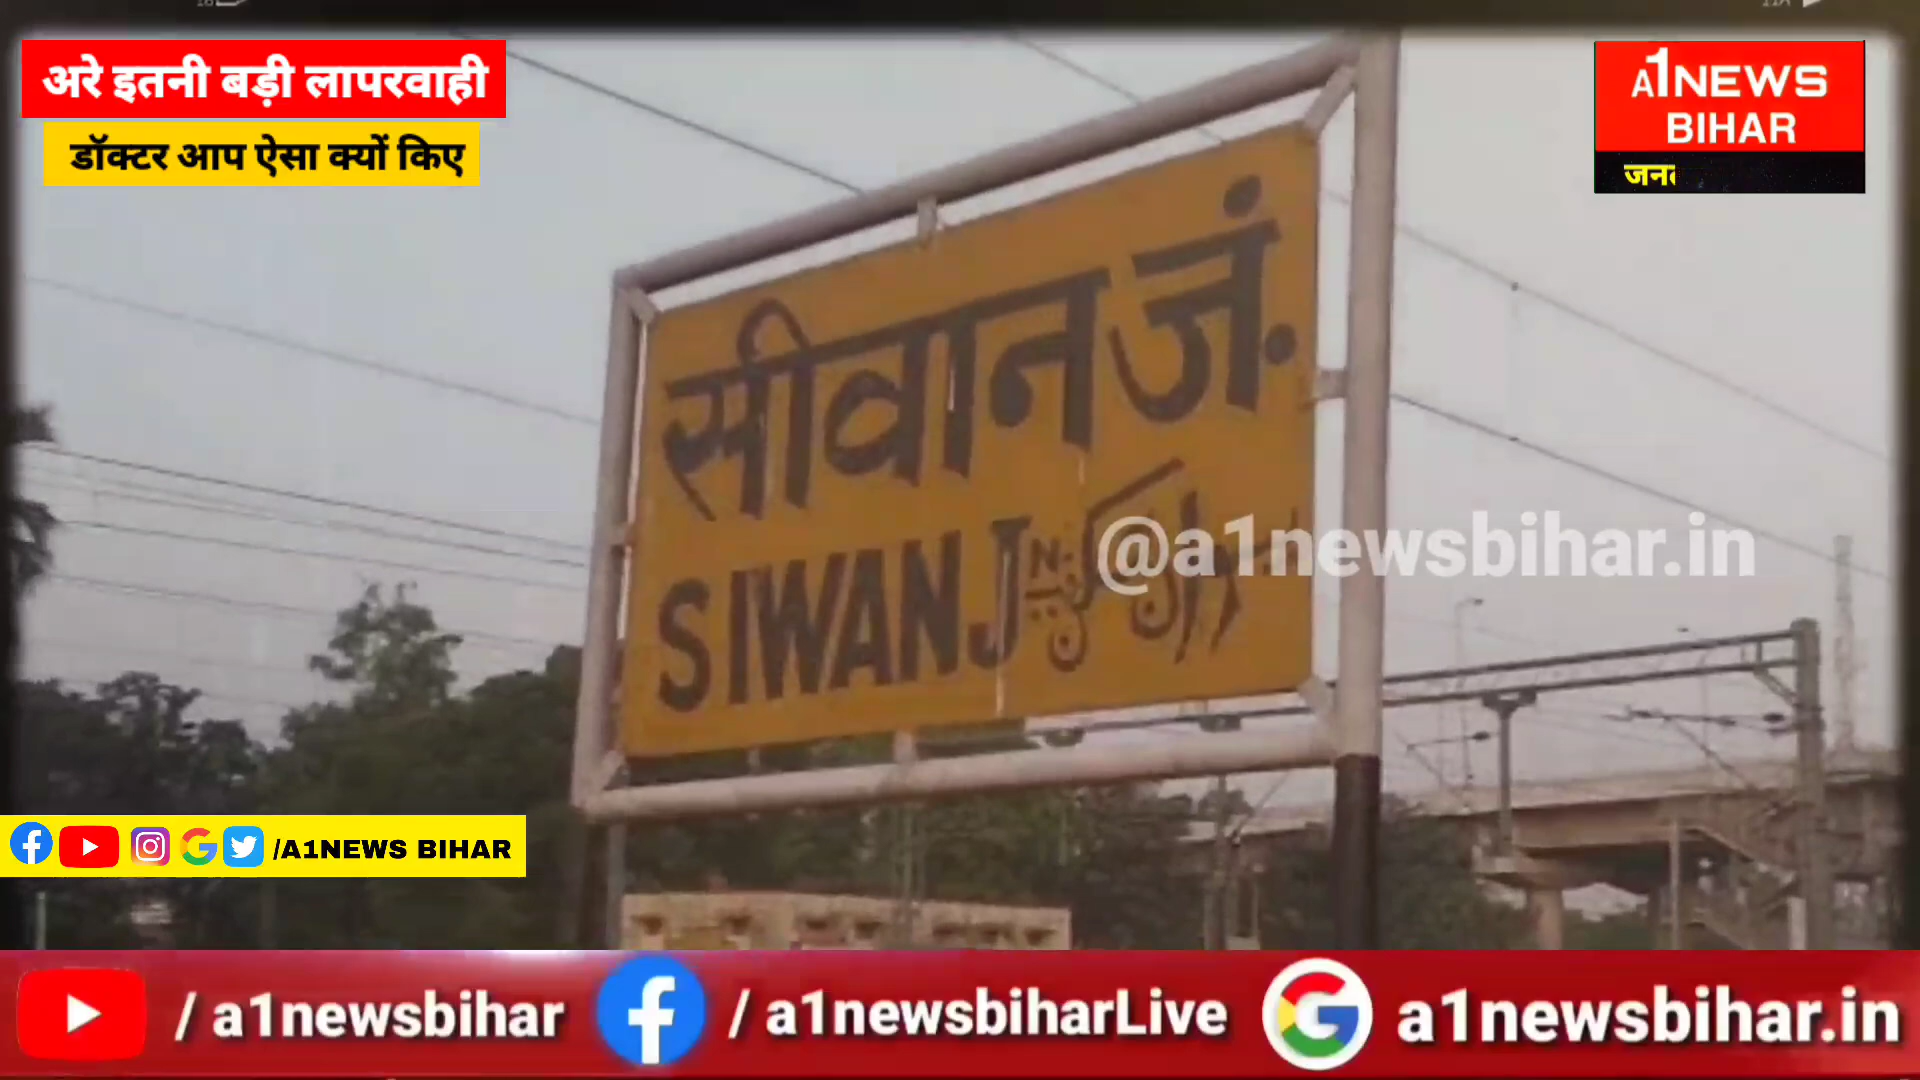 अरे इतनी बड़ी लापरवाही
डॉक्टर आप ऐसा क्यों किए
A1NEWS
BIHAR
सीवान जं.
SIWAN JN.
@a1newsbihar.in
/A1NEWS BIHAR
/ a1newsbihar
/ a1newsbiharLive
a1newsbihar.in